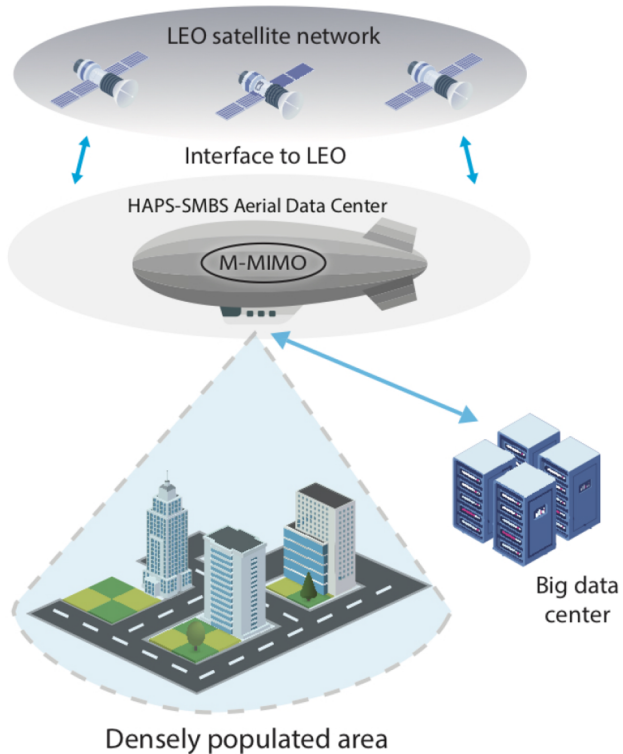 LEO satellite network
Interface to LEO
HAPS-SMBS Aerial Data Center
M-MIMO
Big data
center
Densely populated area